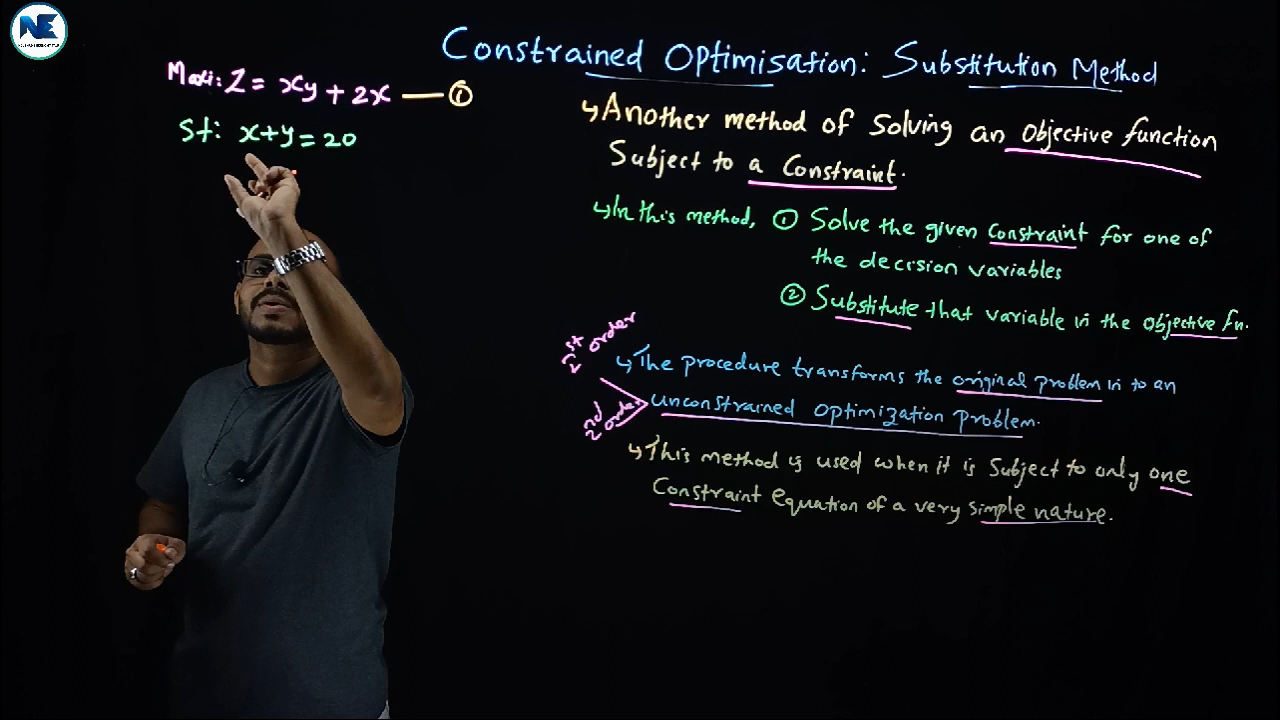 NE
Constrained Optimisation: Substitution Method
Maxi: Z = xy + 2x — ①
St: x+y = 20
↳ Another method of Solving an Objective function
Subject to a Constraint.
↳ In this method, ① Solve the given Constraint for one of
the decision variables
② Substitute that variable in the objective fn.
↳ The procedure transforms the original problem in to an
unconstrained Optimization Problem.
order
2nd order
↳ This method is used when it is Subject to only one
Constraint equation of a very simple nature.